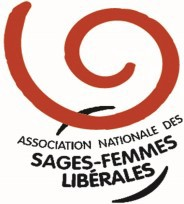 ASSOCIATION NATIONALE DES
SAGES-FEMMES
LIBÉRALES